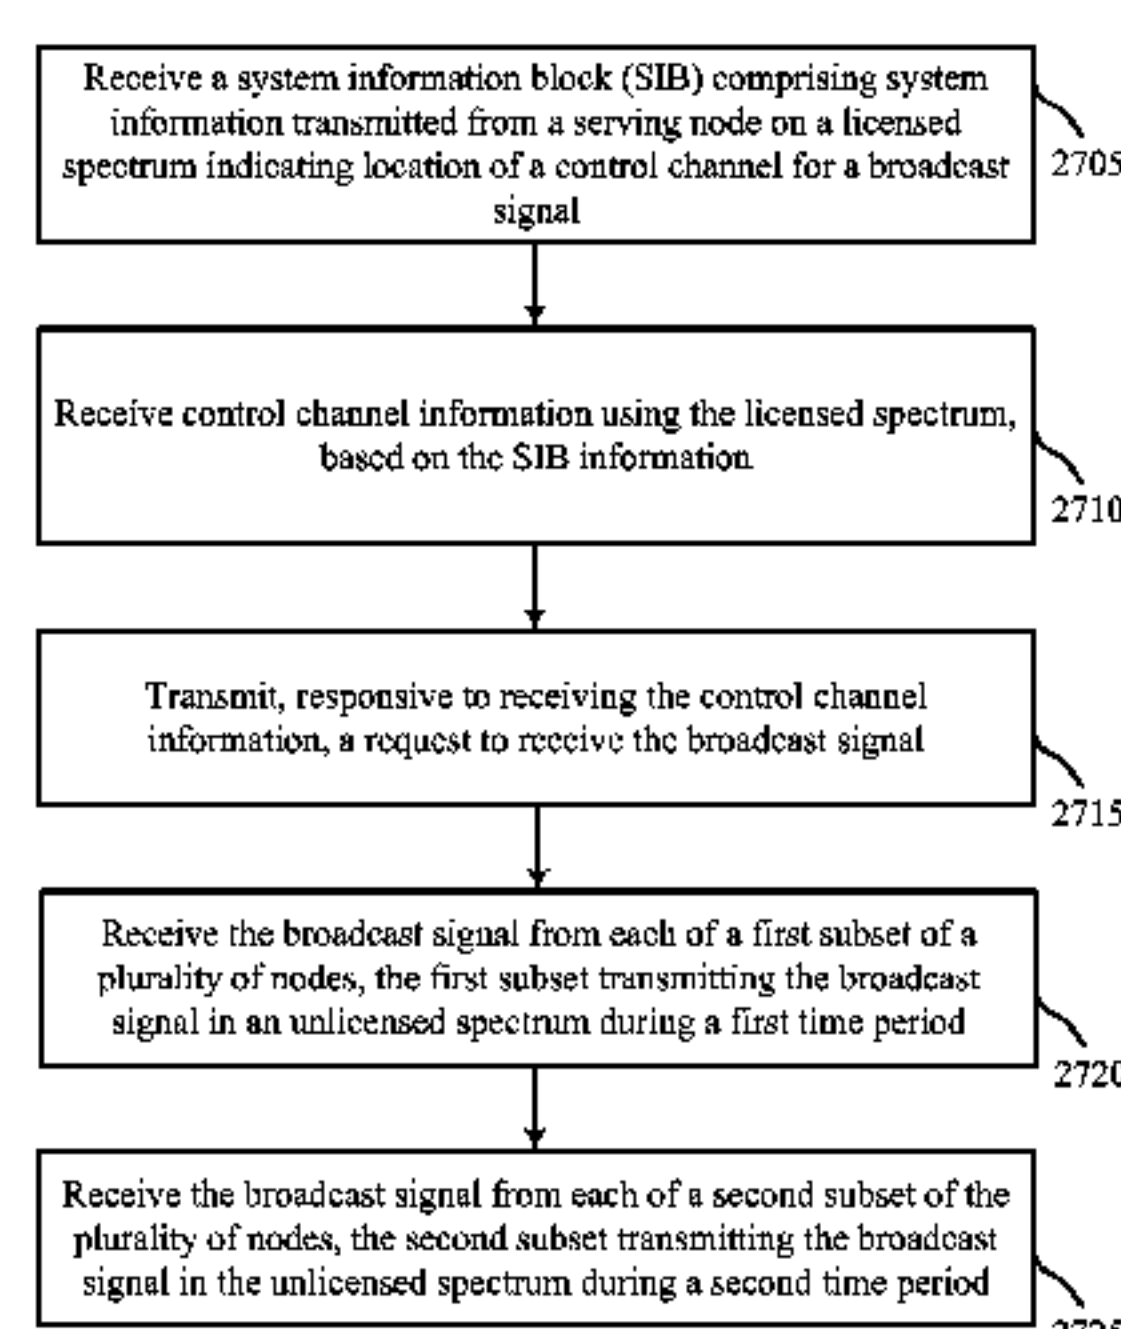 Receive a system information block (SIB) comprising system
information transmitted from a serving node on a licensed
spectrum indicating location of a control channel for a broadcast
signal
2705
Receive control channel information using the licensed spectrum,
based on the SIB information
2710
Transmit, responsive to receiving the control channel
information, a request to receive the broadcast signal
2715
Receive the broadcast signal from each of a first subset of a
plurality of nodes, the first subset transmitting the broadcast
signal in an unlicensed spectrum during a first time period
2720
Receive the broadcast signal from each of a second subset of the
plurality of nodes, the second subset transmitting the broadcast
signal in the unlicensed spectrum during a second time period